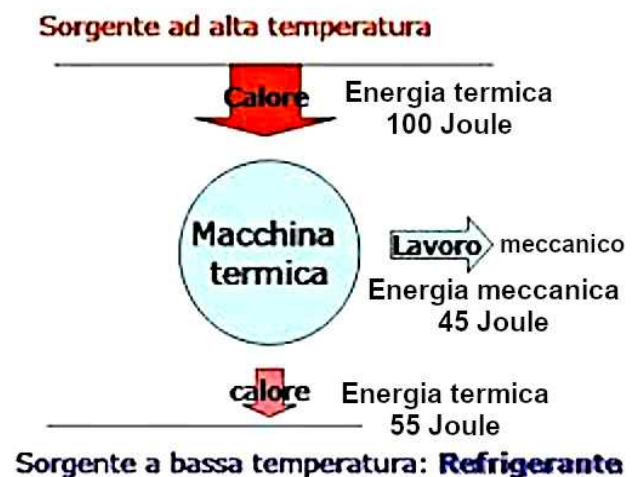 Sorgente ad alta temperatura
Calore
Energia termica
100 Joule
Macchina
termica
Lavoro meccanico
Energia meccanica
45 Joule
calore
Energia termica
55 Joule
Sorgente a bassa temperatura: Refrigerante